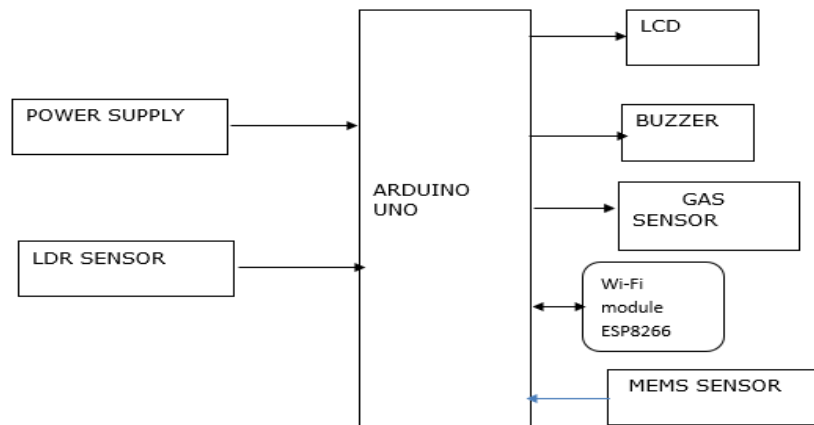 LCD
POWER SUPPLY
BUZZER
ARDUINO
UNO
GAS
SENSOR
LDR SENSOR
Wi-Fi
module
ESP8266
MEMS SENSOR